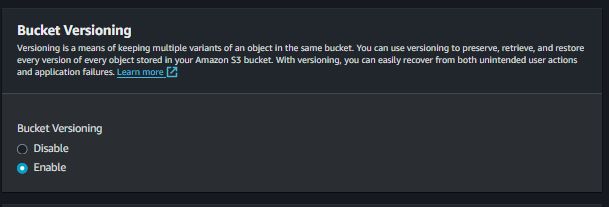 Bucket Versioning
Versioning is a means of keeping multiple variants of an object in the same bucket. You can use versioning to preserve, retrieve, and restore
every version of every object stored in your Amazon S3 bucket. With versioning, you can easily recover from both unintended user actions
and application failures. Learn more
Bucket Versioning
Disable
Enable